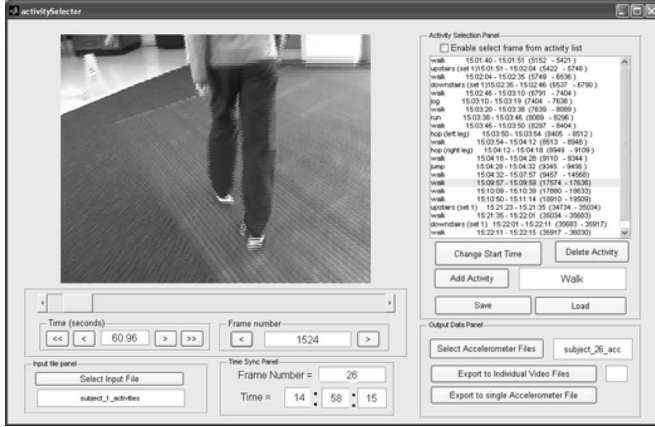 activitySelector
Activity Selection Panel
Enable select frame from activity list
walk 15:01:40 - 15:01:51 (5152 - 5421 )
upstairs (set 1)15:01:51 - 15:02:04 (5422 - 5748 )
walk 15:02:04 - 15:02:35 (5749 - 6536 )
downstairs (set 1)15:02:35 - 15:02:46 (6537 - 6790 )
walk 15:02:46 - 15:03:10 (6791 - 7404 )
jog 15:03:10 - 15:03:19 (7404 - 7638 )
walk 15:03:20 - 15:03:38 (7639 - 8089 )
run 15:03:38 - 15:03:46 (8089 - 8296 )
walk 15:03:46 - 15:03:50 (8297 - 8404 )
hop (left leg) 15:03:50 - 15:03:54 (8405 - 8512 )
walk 15:03:54 - 15:04:12 (8513 - 8948 )
hop (right leg) 15:04:12 - 15:04:18 (8949 - 9109 )
walk 15:04:18 - 15:04:28 (9110 - 9344 )
jump 15:04:28 - 15:04:32 (9345 - 9456 )
walk 15:04:32 - 15:07:57 (9457 - 14568)
walk 15:09:57 - 15:09:59 (17574 - 17636)
walk 15:10:09 - 15:10:39 (17880 - 18633)
walk 15:10:50 - 15:11:14 (18910 - 19509)
upstairs (set 1) 15:21:23 - 15:21:35 (34734 - 35034)
walk 15:21:35 - 15:22:01 (35034 - 35683)
downstairs (set 1) 15:22:01 - 15:22:11 (35683 - 35917)
walk 15:22:11 - 15:22:15 (35917 - 36030)
Change Start Time
Delete Activity
Add Activity
Walk
Save
Load
Time (seconds)
<< < 60.96 > >>
Frame number
< 1524 >
Input file panel
Select Input File
subject_1_activities
Time Sync Panel
Frame Number = 26
Time = 14 : 58 : 15
Output Data Panel
Select Accelerometer Files
subject_26_acc
Export to Individual Video Files
Export to single Accelerometer File